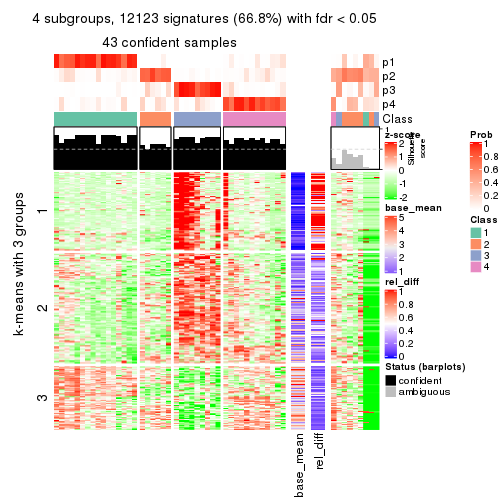 4 subgroups, 12123 signatures (66.8%) with fdr < 0.05
43 confident samples
p1
p2
p3
p4
Class
1
Silhouette
score
z-score
2
1
0
-1
-2
base_mean
5
4
3
2
1
rel_diff
1
0.8
0.6
0.4
0.2
0
Status (barplots)
confident
ambiguous
Prob
1
0.8
0.6
0.4
0.2
0
Class
1
2
3
4
k-means with 3 groups
1
2
3
base_mean
rel_diff